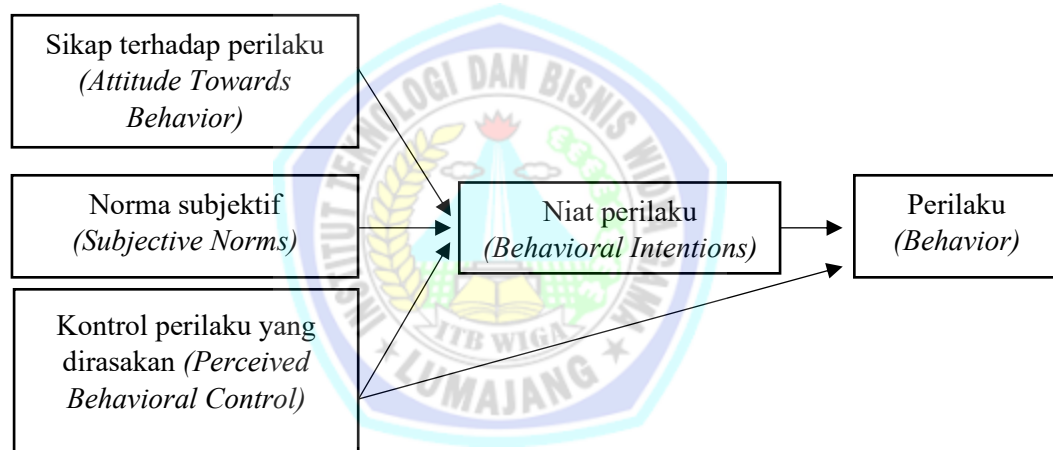 Sikap terhadap perilaku
(Attitude Towards
Behavior)
Norma subjektif
(Subjective Norms)
Kontrol perilaku yang
dirasakan (Perceived
Behavioral Control)
Niat perilaku
(Behavioral Intentions)
Perilaku
(Behavior)
INSTITUT TEKNOLOGI DAN BISNIS WIDYA GAMA
ITB WIGA
LUMAJANG